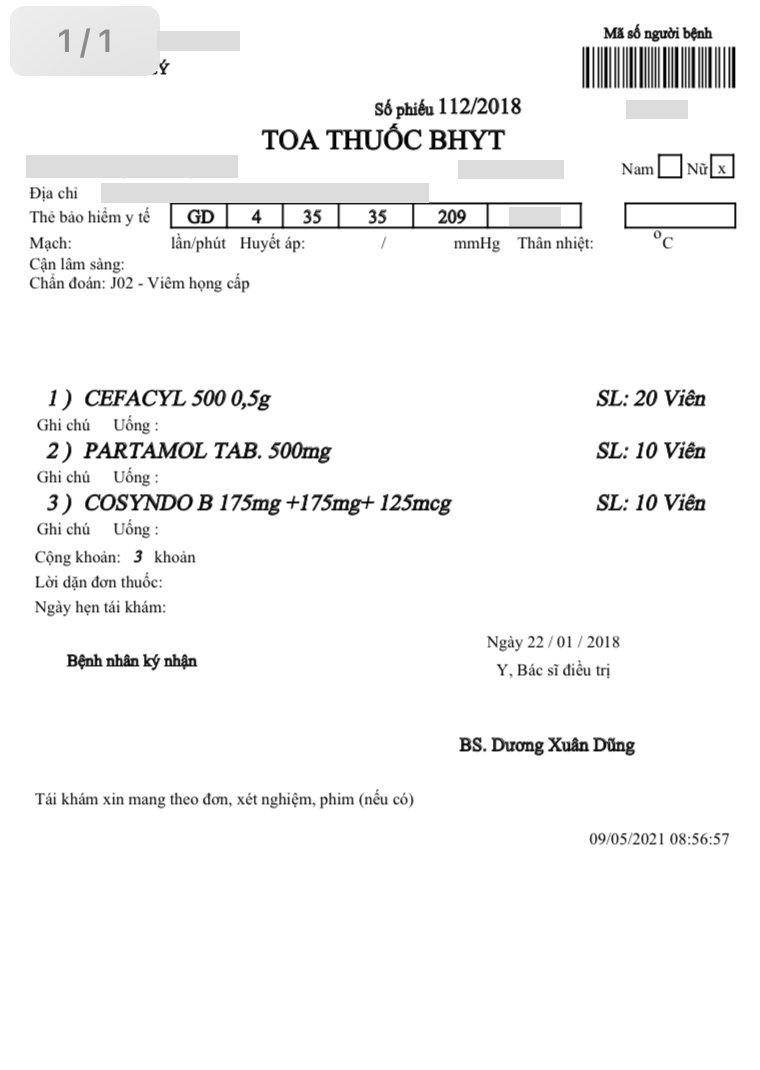 1/1
Mã số người bệnh
Số phiếu 112/2018
TOA THUỐC BHYT
Nam Nữ x
Địa chỉ
Thẻ bảo hiểm y tế GD 4 35 35 209
Mạch: lần/phút Huyết áp: / mmHg Thân nhiệt: °C
Cận lâm sàng:
Chẩn đoán: J02 - Viêm họng cấp
1 ) CEFACYL 500 0,5g SL: 20 Viên
Ghi chú Uống :
2 ) PARTAMOL TAB. 500mg SL: 10 Viên
Ghi chú Uống :
3 ) COSYNDO B 175mg +175mg+ 125mcg SL: 10 Viên
Ghi chú Uống :
Cộng khoản: 3 khoản
Lời dặn đơn thuốc:
Ngày hẹn tái khám:
Ngày 22 / 01 / 2018
Bệnh nhân ký nhận
Y, Bác sĩ điều trị
BS. Dương Xuân Dũng
Tái khám xin mang theo đơn, xét nghiệm, phim (nếu có)
09/05/2021 08:56:57